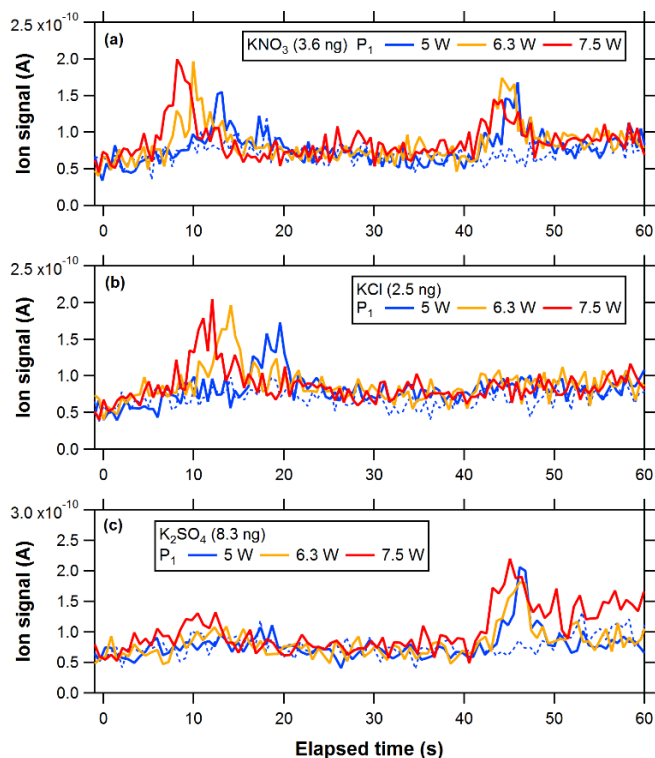 2.5 x10⁻¹⁰
(a)
KNO₃ (3.6 ng) P₁ 5 W 6.3 W 7.5 W
2.0
1.5
1.0
0.5
0.0
Ion signal (A)
0 10 20 30 40 50 60
2.5 x10⁻¹⁰
(b)
KCl (2.5 ng)
P₁ 5 W 6.3 W 7.5 W
2.0
1.5
1.0
0.5
0.0
Ion signal (A)
0 10 20 30 40 50 60
3.0 x10⁻¹⁰
(c)
K₂SO₄ (8.3 ng)
P₁ 5 W 6.3 W 7.5 W
2.5
2.0
1.5
1.0
0.5
0.0
Ion signal (A)
0 10 20 30 40 50 60
Elapsed time (s)